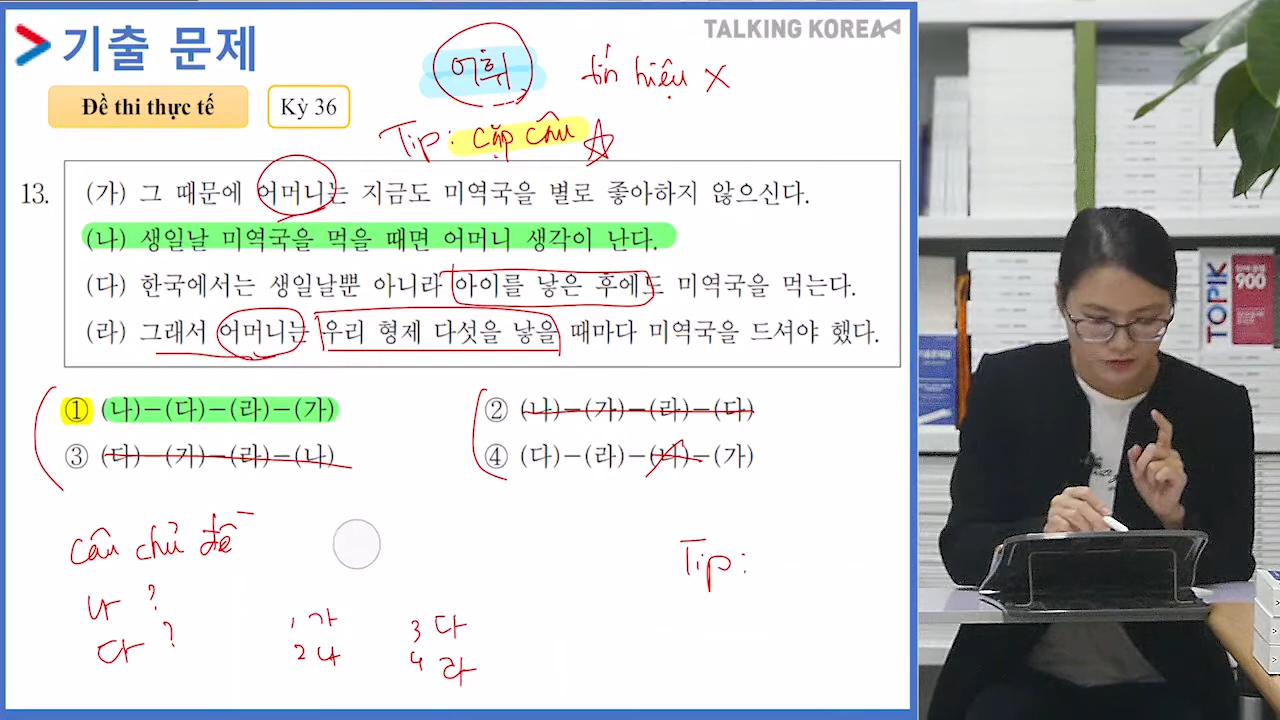 기출 문제
TALKING KOREA
Đề thi thực tế
Kỳ 36
어휘
tín hiệu X
Tip: cặp câu
13.
(가) 그 때문에 어머니는 지금도 미역국을 별로 좋아하지 않으신다.
(나) 생일날 미역국을 먹을 때면 어머니 생각이 난다.
(다) 한국에서는 생일날뿐 아니라 아이를 낳은 후에도 미역국을 먹는다.
(라) 그래서 어머니는 우리 형제 다섯을 낳을 때마다 미역국을 드셔야 했다.
① (나)-(다)-(라)-(가)
② (나)-(가)-(라)-(다)
③ (다)-(가)-(라)-(나)
④ (다)-(라)-(나)-(가)
câu chủ đề
나 ?
다 ?
1 가
2 나
3 다
4 라
Tip:
TOPIK
900